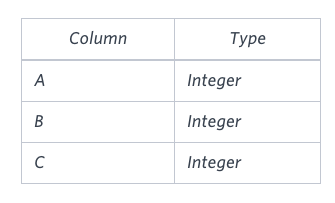 Column Type
A Integer
B Integer
C Integer